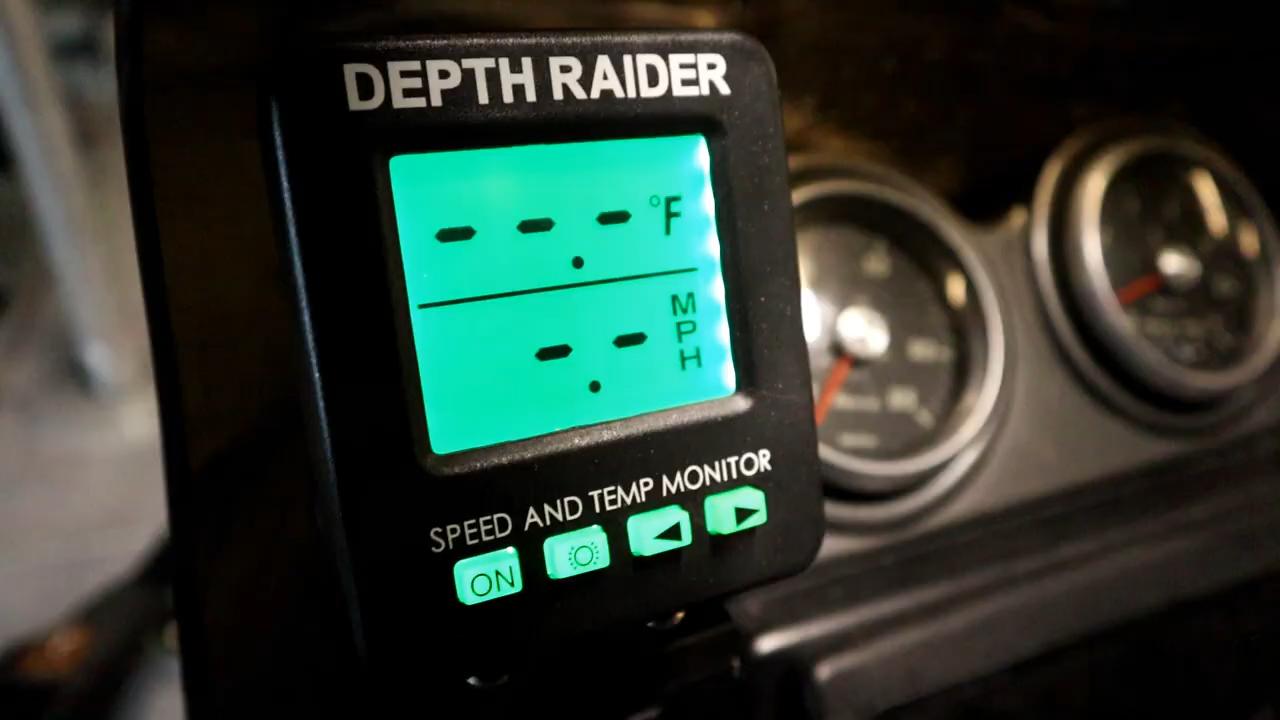 DEPTH RAIDER
- - -. °F
- -. MPH
SPEED AND TEMP MONITOR
ON